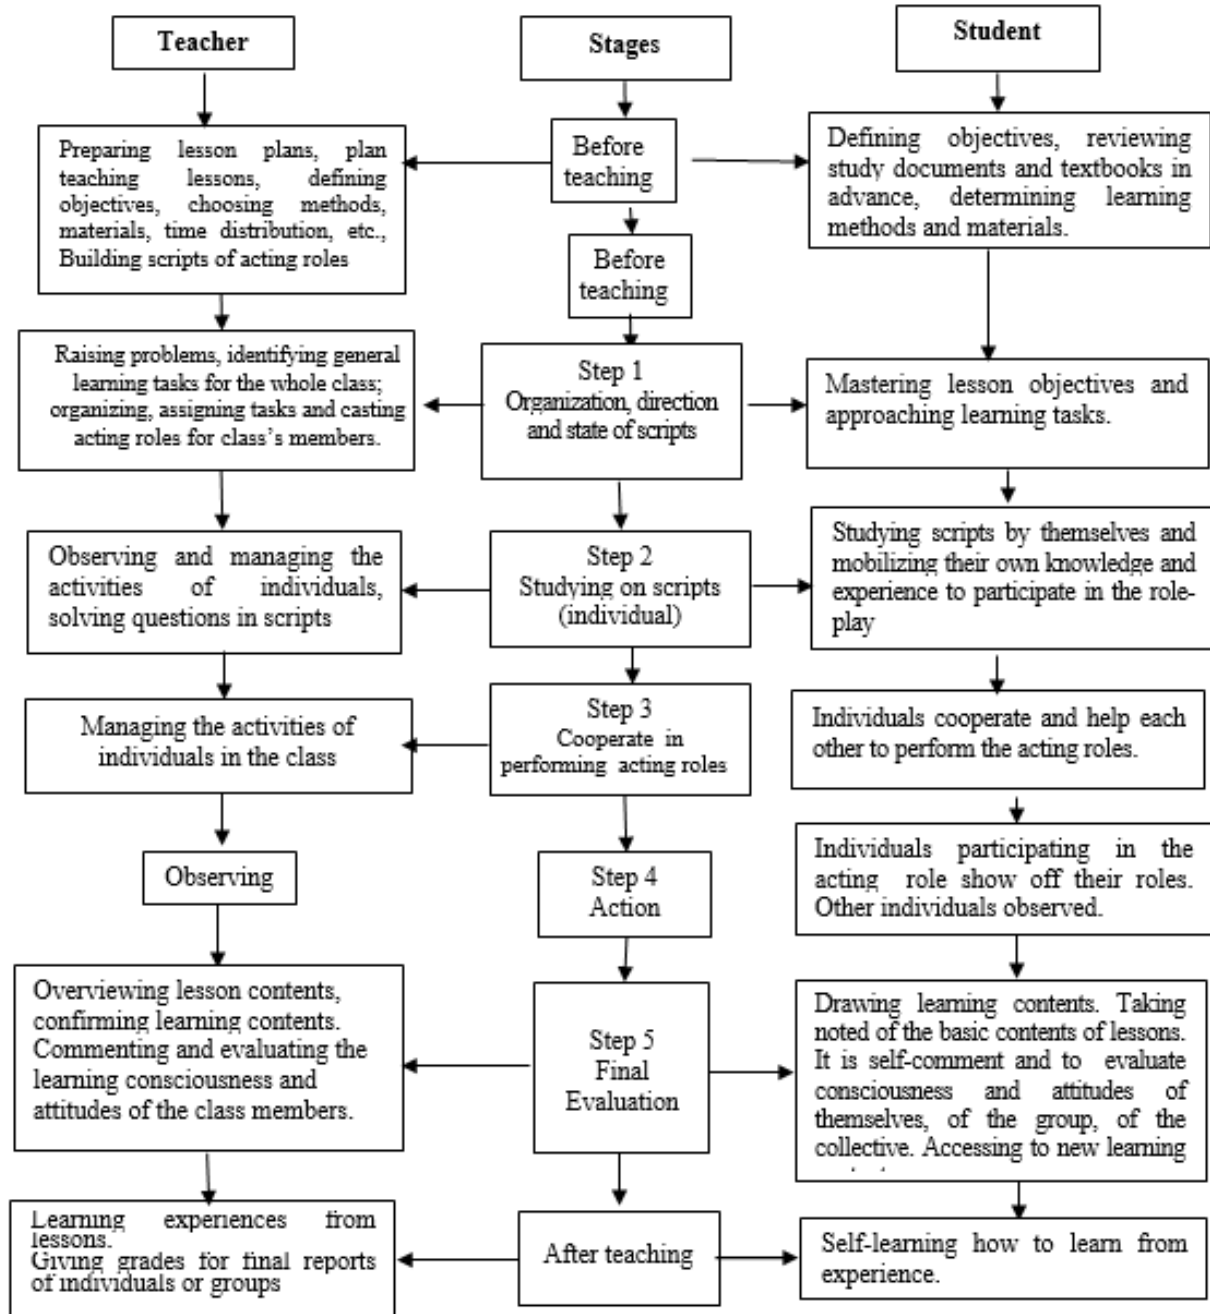 Teacher
Stages
Student
Preparing lesson plans, plan
teaching lessons, defining
objectives, choosing methods,
materials, time distribution, etc.,
Building scripts of acting roles
Before
teaching
Defining objectives, reviewing
study documents and textbooks in
advance, determining learning
methods and materials.
Before
teaching
Raising problems, identifying general
learning tasks for the whole class;
organizing, assigning tasks and casting
acting roles for class's members.
Step 1
Organization, direction
and state of scripts
Mastering lesson objectives and
approaching learning tasks.
Observing and managing the
activities of individuals,
solving questions in scripts
Step 2
Studying on scripts
(individual)
Studying scripts by themselves and
mobilizing their own knowledge and
experience to participate in the role-
play
Managing the activities of
individuals in the class
Step 3
Cooperate in
performing acting roles
Individuals cooperate and help each
other to perform the acting roles.
Observing
Step 4
Action
Individuals participating in the
acting role show off their roles.
Other individuals observed.
Overviewing lesson contents,
confirming learning contents.
Commenting and evaluating the
learning consciousness and
attitudes of the class members.
Step 5
Final
Evaluation
Drawing learning contents. Taking
noted of the basic contents of lessons.
It is self-comment and to evaluate
consciousness and attitudes of
themselves, of the group, of the
collective. Accessing to new learning
Learning experiences from
lessons.
Giving grades for final reports
of individuals or groups
After teaching
Self-learning how to learn from
experience.